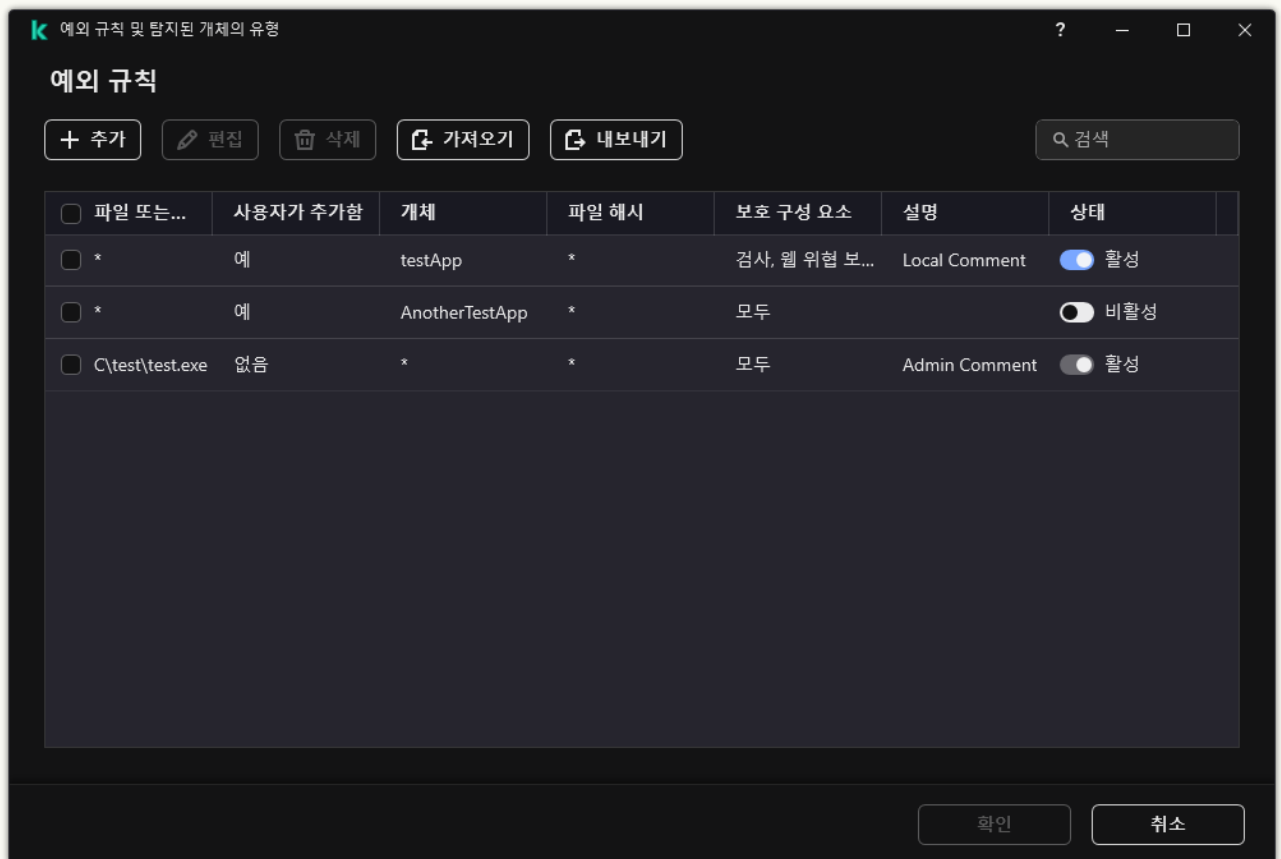 예외 규칙 및 탐지된 개체의 유형
예외 규칙
추가 편집 삭제 가져오기 내보내기 검색
파일 또는... 사용자가 추가함 개체 파일 해시 보호 구성 요소 설명 상태
* 예 testApp * 검사, 웹 위협 보... Local Comment 활성
* 예 AnotherTestApp * 모두 비활성
C\test\test.exe 없음 * * 모두 Admin Comment 활성
확인 취소